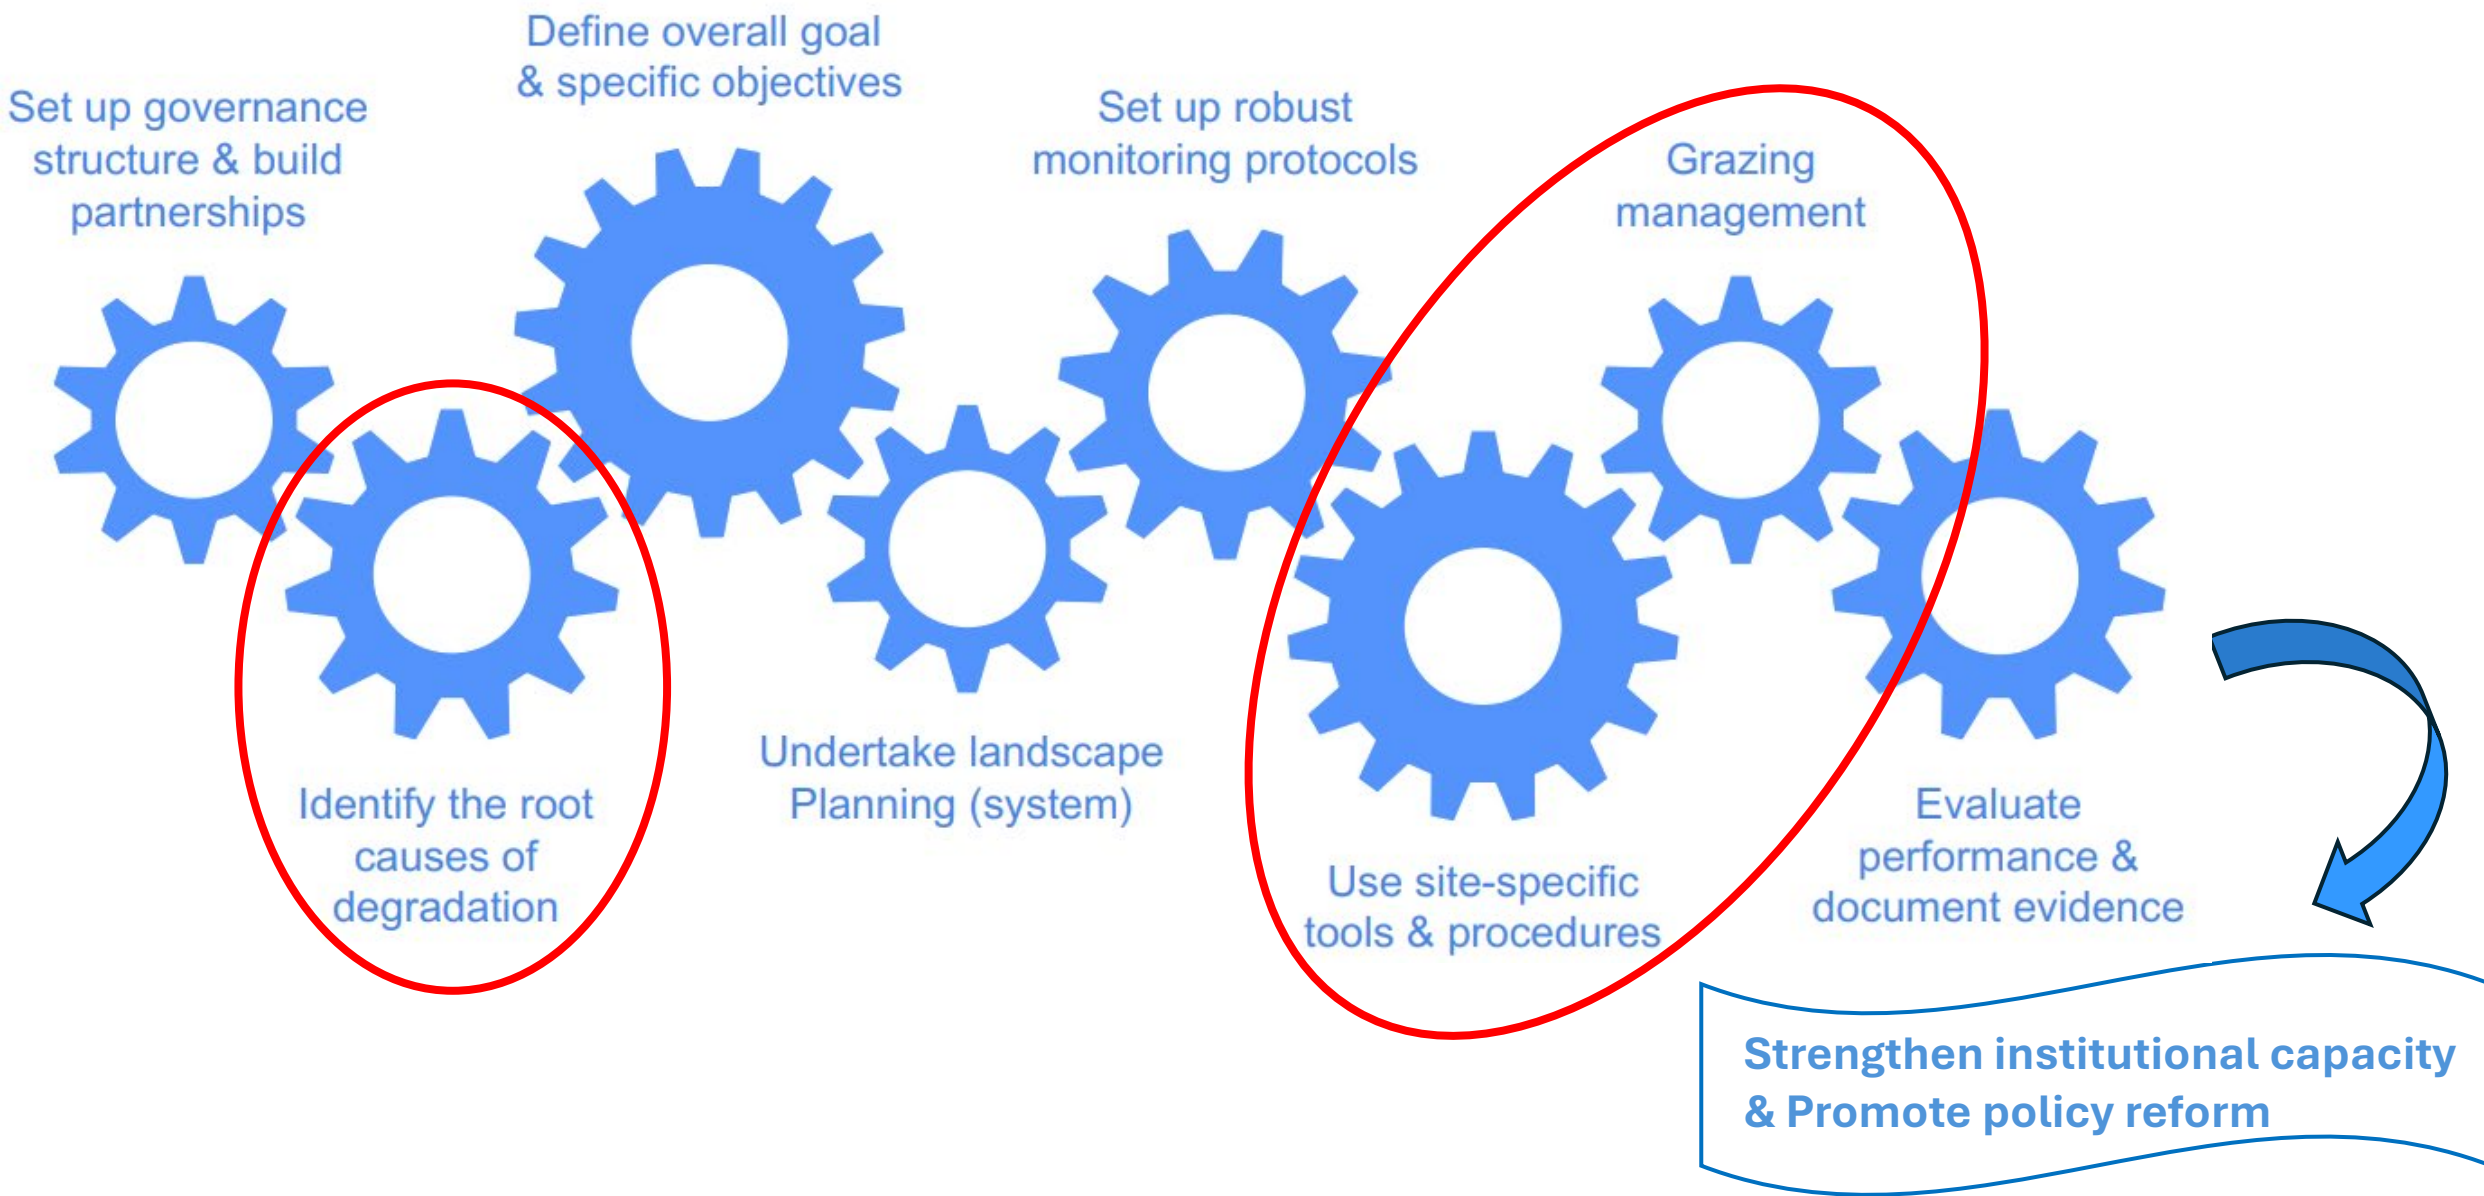 Set up governance
structure & build
partnerships
Identify the root
causes of
degradation
Define overall goal
& specific objectives
Undertake landscape
Planning (system)
Set up robust
monitoring protocols
Use site-specific
tools & procedures
Grazing
management
Evaluate
performance &
document evidence
Strengthen institutional capacity
& Promote policy reform